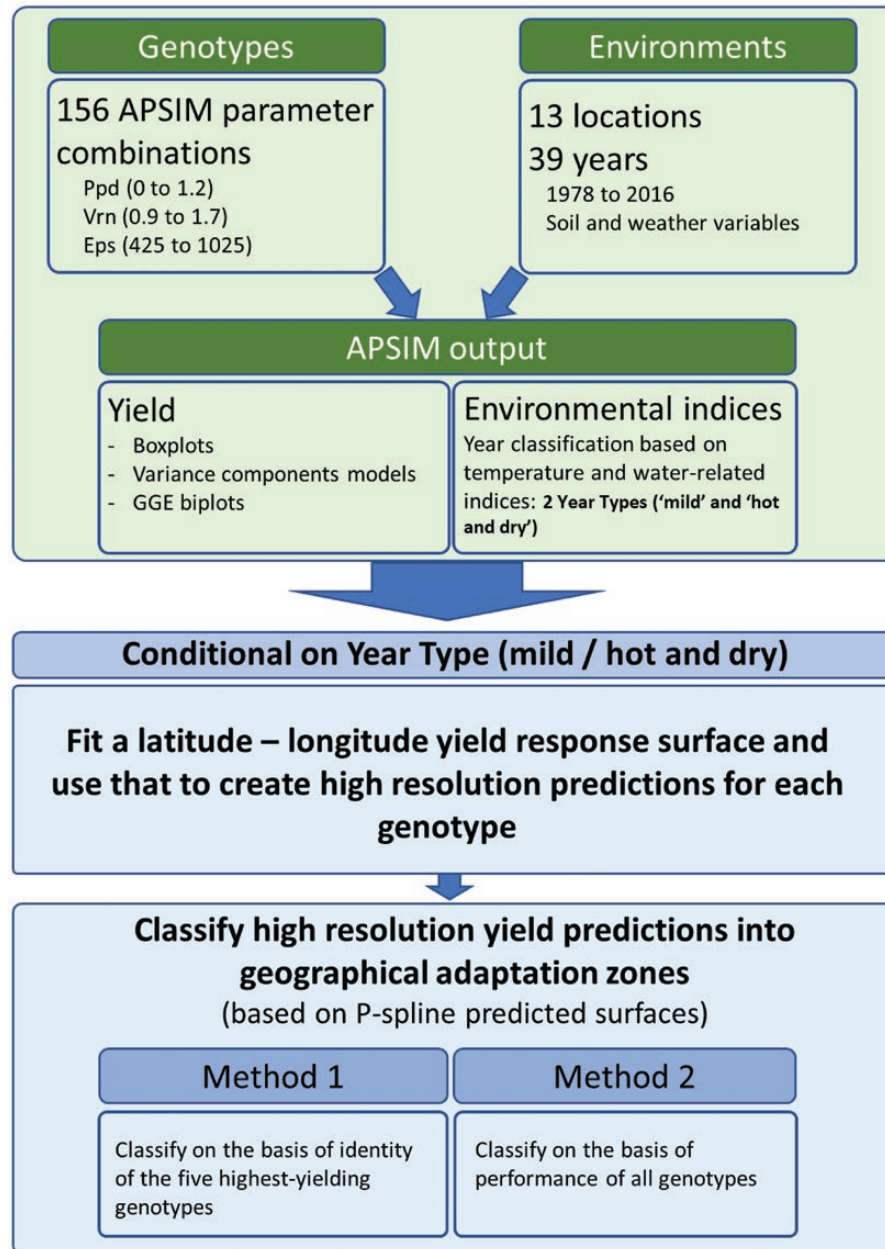 Genotypes
156 APSIM parameter
combinations
Ppd (0 to 1.2)
Vrn (0.9 to 1.7)
Eps (425 to 1025)
Environments
13 locations
39 years
1978 to 2016
Soil and weather variables
APSIM output
Yield
- Boxplots
- Variance components models
- GGE biplots
Environmental indices
Year classification based on
temperature and water-related
indices: 2 Year Types (‘mild’ and ‘hot
and dry’)
Conditional on Year Type (mild / hot and dry)
Fit a latitude – longitude yield response surface and
use that to create high resolution predictions for each
genotype
Classify high resolution yield predictions into
geographical adaptation zones
(based on P-spline predicted surfaces)
Method 1
Classify on the basis of identity
of the five highest-yielding
genotypes
Method 2
Classify on the basis of
performance of all genotypes